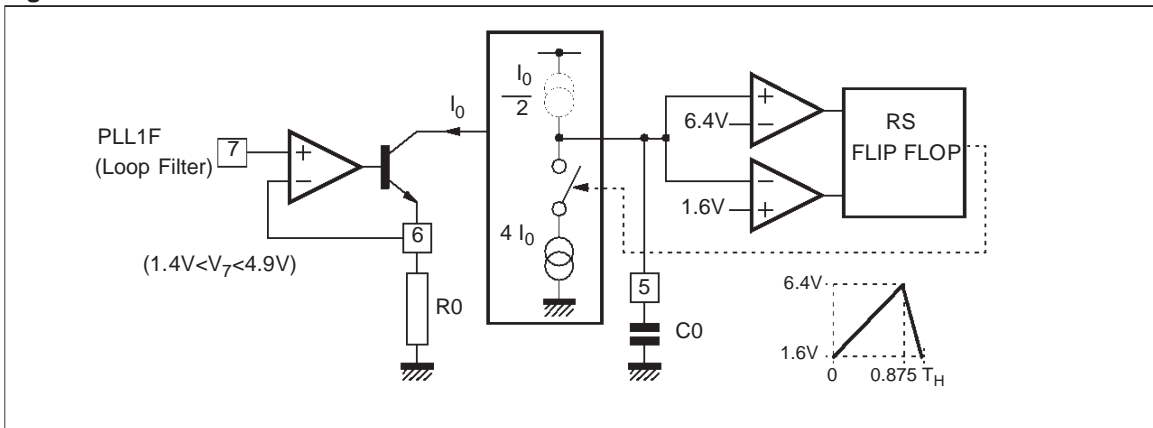 I0
2
I0
PLL1F
(Loop Filter)
7
+
−
6
(1.4V<V7<4.9V)
R0
4 I0
5
C0
+
−
6.4V
−
+
1.6V
RS
FLIP FLOP
6.4V
1.6V
0
0.875
TH